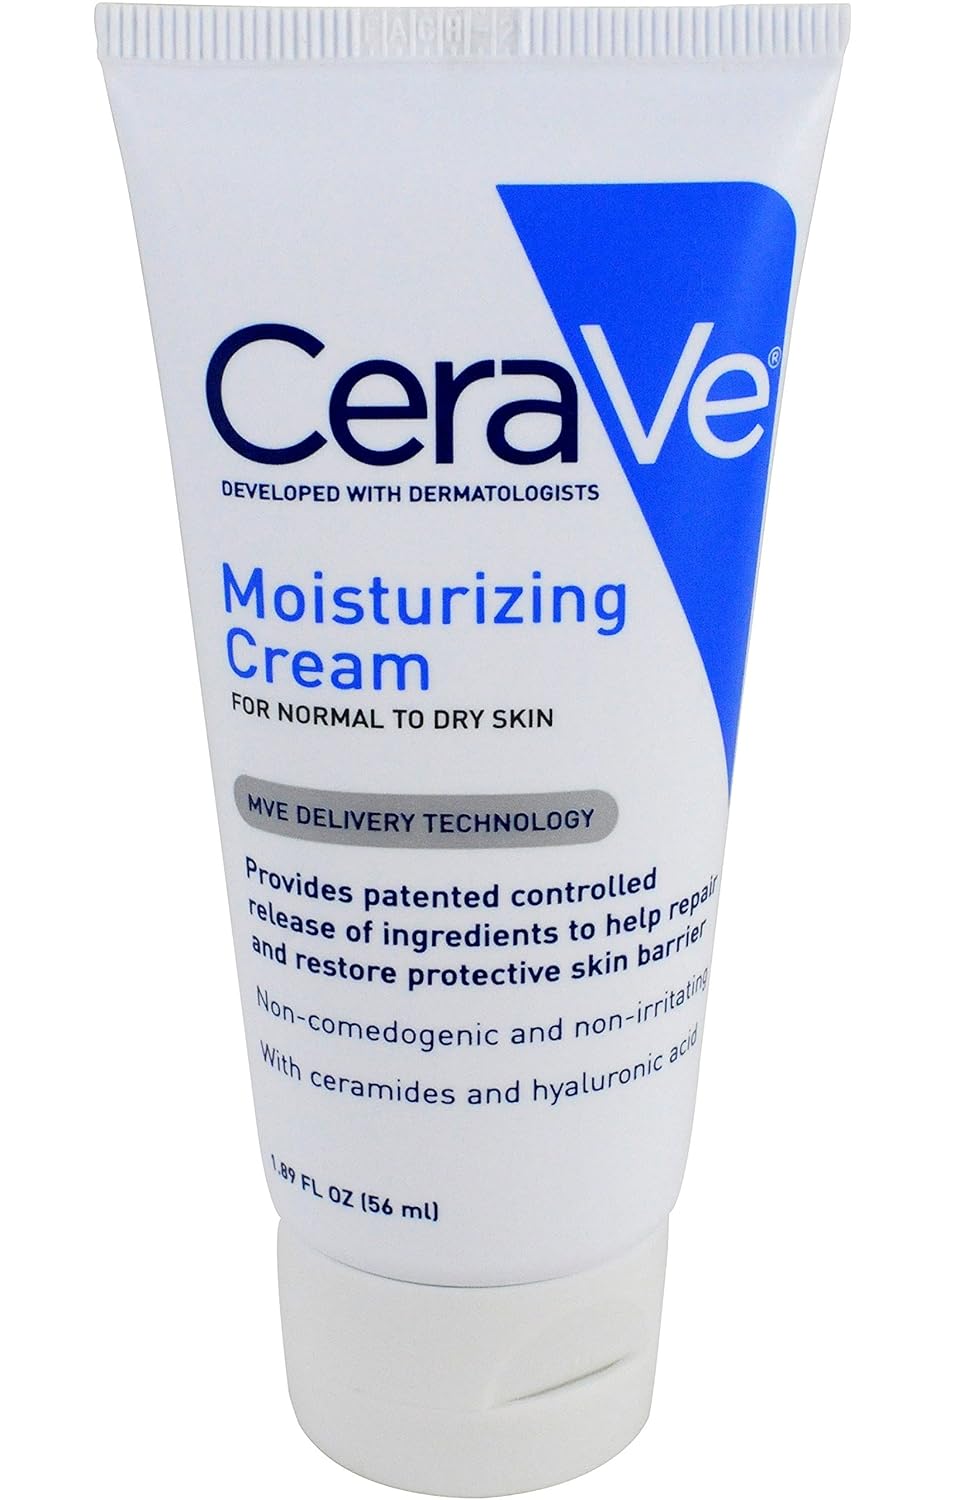 CeraVe®
DEVELOPED WITH DERMATOLOGISTS
Moisturizing
Cream
FOR NORMAL TO DRY SKIN
MVE DELIVERY TECHNOLOGY
Provides patented controlled
release of ingredients to help repair
and restore protective skin barrier
Non-comedogenic and non-irritating
With ceramides and hyaluronic acid
1.89 FL OZ (56 ml)